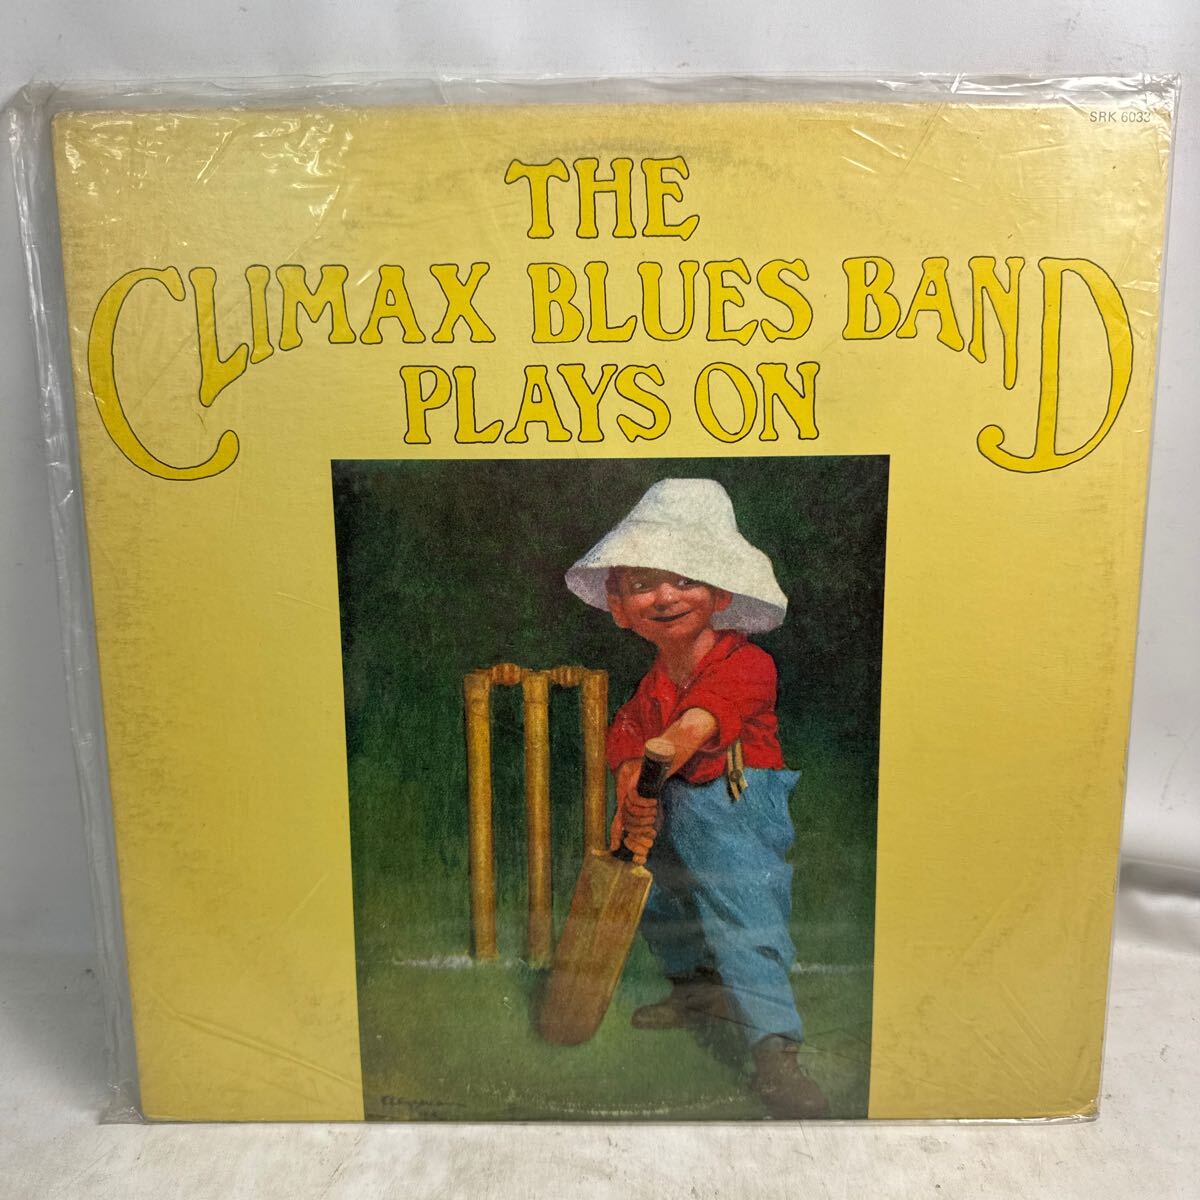 SRK 6033
THE
CLIMAX BLUES BAND
PLAYS ON